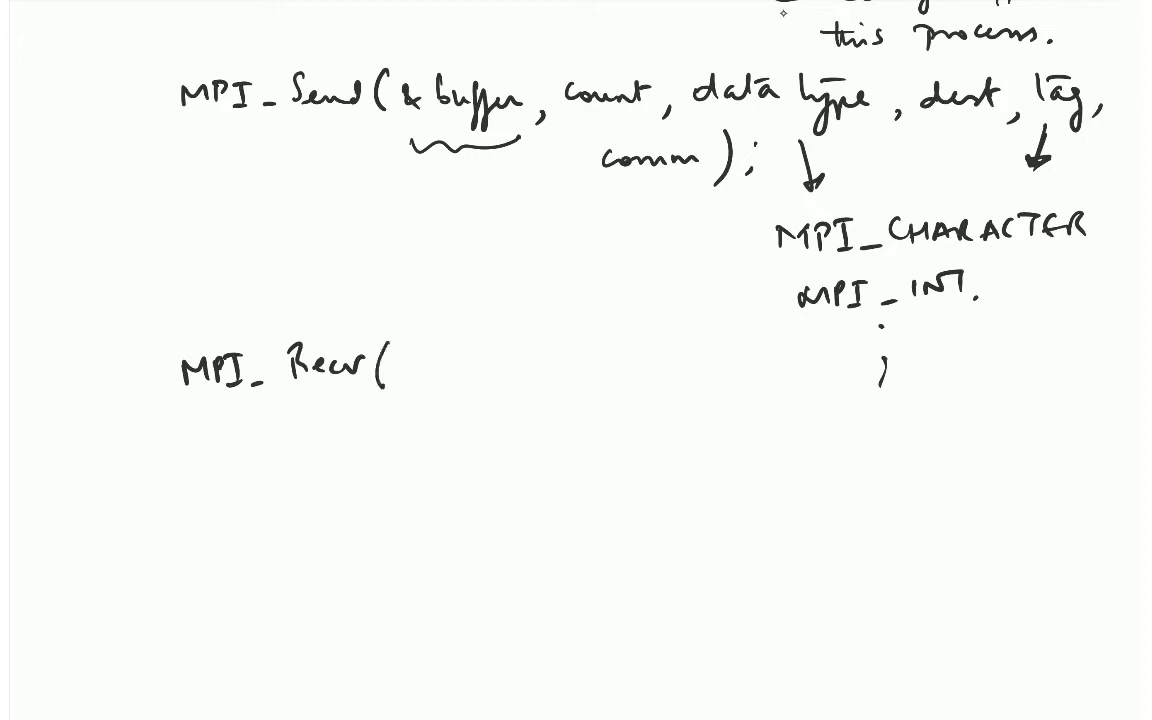 this process.
MPI_Send( & buffer, count, data type, dest, tag,
comm );
MPI_CHARACTER
MPI_INT.
MPI_Recv(